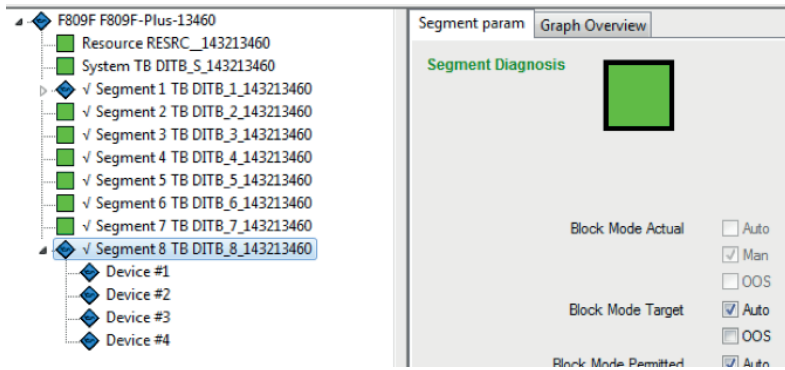 F809F F809F-Plus-13460
Resource RESRC__143213460
System TB DITB_S_143213460
√ Segment 1 TB DITB_1_143213460
√ Segment 2 TB DITB_2_143213460
√ Segment 3 TB DITB_3_143213460
√ Segment 4 TB DITB_4_143213460
√ Segment 5 TB DITB_5_143213460
√ Segment 6 TB DITB_6_143213460
√ Segment 7 TB DITB_7_143213460
√ Segment 8 TB DITB_8_143213460
Device #1
Device #2
Device #3
Device #4
Segment param
Graph Overview
Segment Diagnosis
Block Mode Actual
Auto
Man
OOS
Block Mode Target
Auto
OOS
Block Mode Permitted
Auto